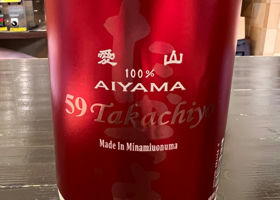 愛山
100%
AIYAMA
59 Takachiyo
Made In Minamiuonuma